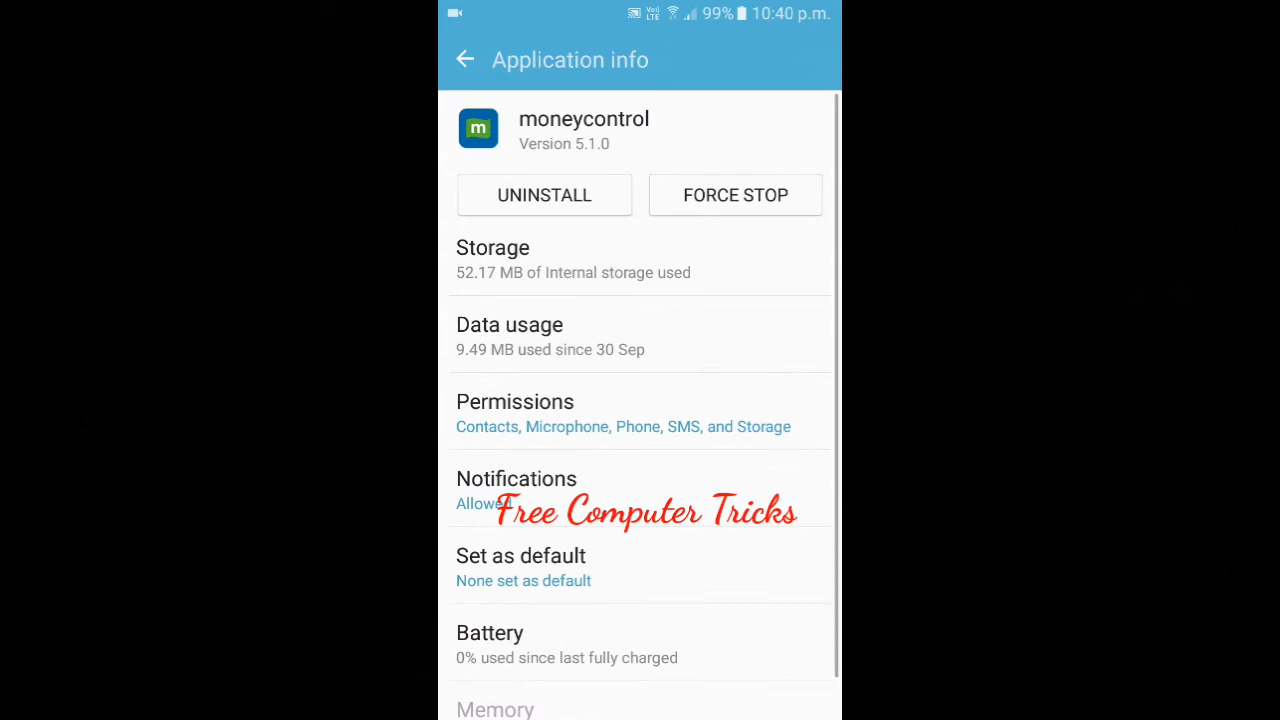 VoLTE 99% 10:40 p.m.
Application info
m
moneycontrol
Version 5.1.0
UNINSTALL FORCE STOP
Storage
52.17 MB of Internal storage used
Data usage
9.49 MB used since 30 Sep
Permissions
Contacts, Microphone, Phone, SMS, and Storage
Notifications
Allowed
Free Computer Tricks
Set as default
None set as default
Battery
0% used since last fully charged
Memory